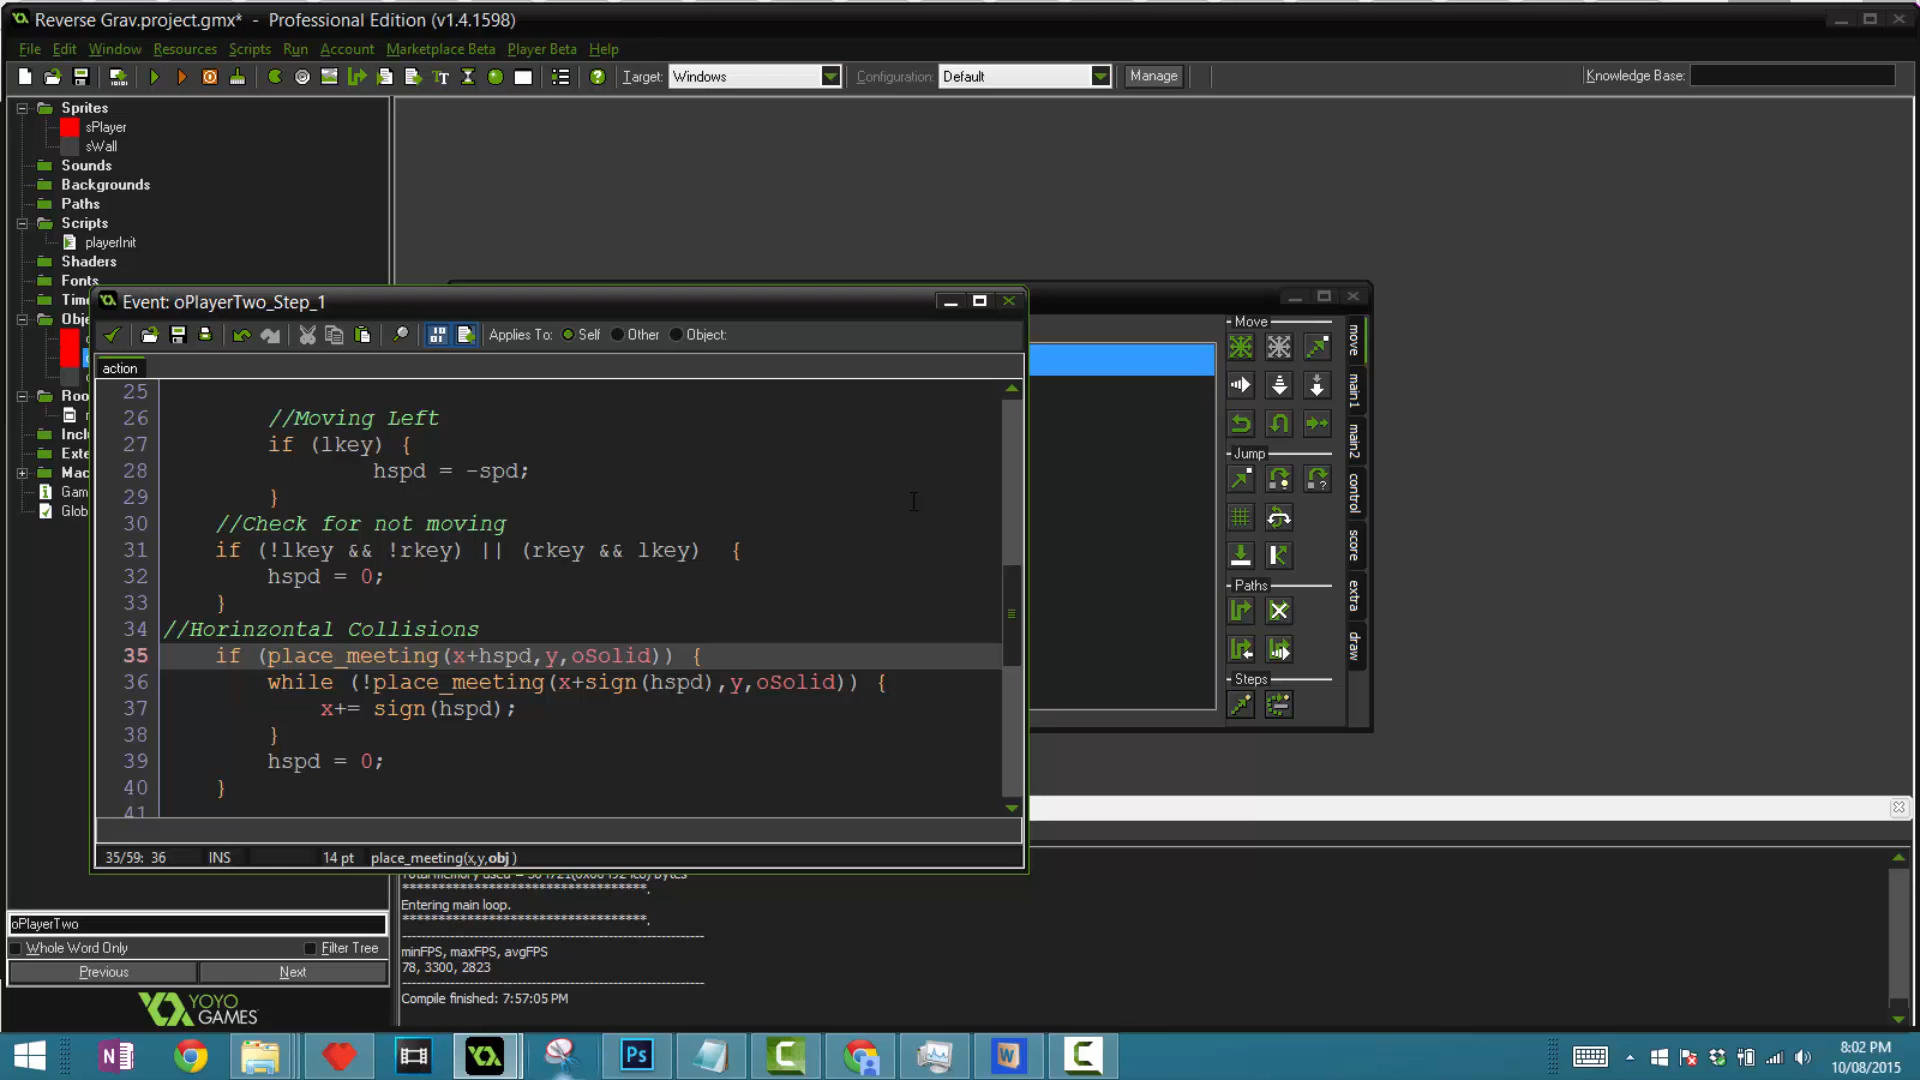 Reverse Grav.project.gmx* - Professional Edition (v1.4.1598)
File Edit Window Resources Scripts Run Account Marketplace Beta Player Beta Help
Target: Windows Configuration: Default Manage Knowledge Base:
Sprites
sPlayer
sWall
Sounds
Backgrounds
Paths
Scripts
playerInit
Shaders
Fonts
Event: oPlayerTwo_Step_1
Applies To: Self Other Object:
action
25
26 //Moving Left
27 if (lkey) {
28 hspd = -spd;
29 }
30 //Check for not moving
31 if (!lkey && !rkey) || (rkey && lkey) {
32 hspd = 0;
33 }
34 //Horinzontal Collisions
35 if (place_meeting(x+hspd,y,oSolid)) {
36 while (!place_meeting(x+sign(hspd),y,oSolid)) {
37 x+= sign(hspd);
38 }
39 hspd = 0;
40 }
41
35/59: 36 INS 14 pt place_meeting(x,y,obj )
Move
Jump
Paths
Steps
move
main1
main2
control
score
extra
draw
Entering main loop.
*********************************.
minFPS, maxFPS, avgFPS
78, 3300, 2823
Compile finished: 7:57:05 PM
oPlayerTwo
Whole Word Only Filter Tree
Previous Next
YOYO
GAMES
N
Ps
W
8:02 PM
10/08/2015